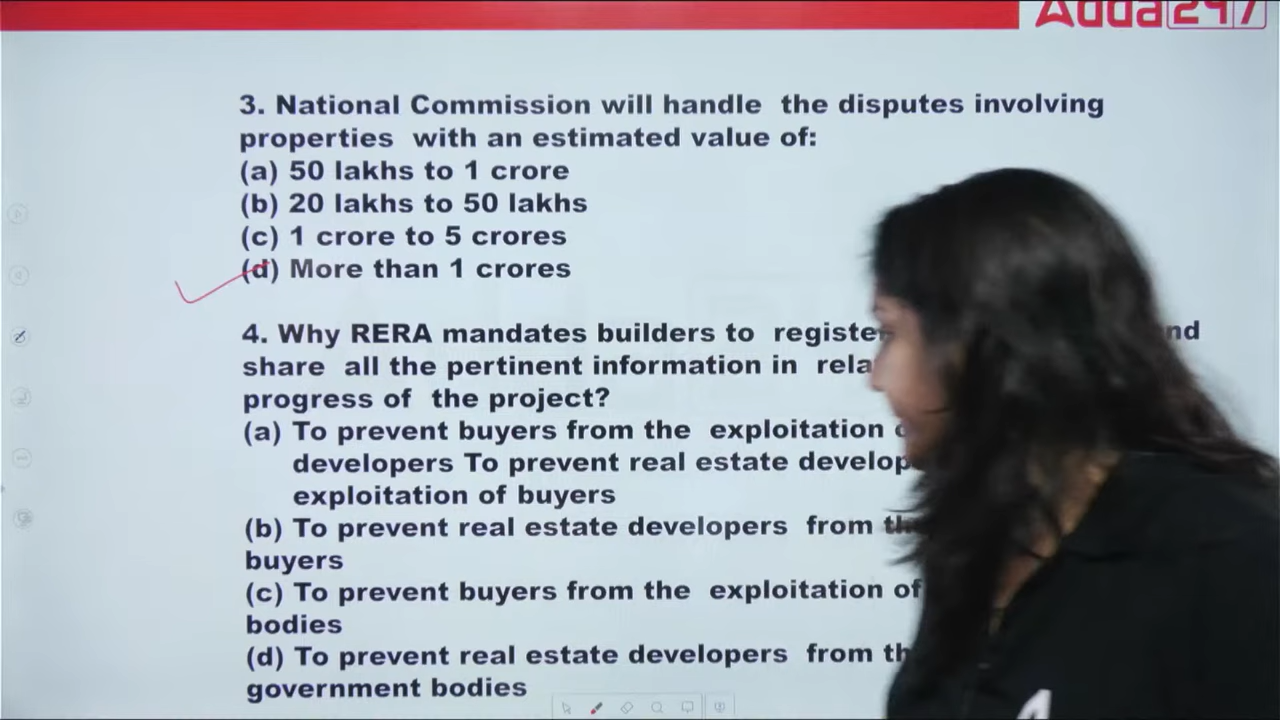 Adda247
3. National Commission will handle the disputes involving
properties with an estimated value of:
(a) 50 lakhs to 1 crore
(b) 20 lakhs to 50 lakhs
(c) 1 crore to 5 crores
(d) More than 1 crores
4. Why RERA mandates builders to
share all the pertinent information in
progress of the project?
(a) To prevent buyers from the exploitation
developers To prevent real estate
exploitation of buyers
(b) To prevent real estate developers from
buyers
(c) To prevent buyers from the exploitation of
bodies
(d) To prevent real estate developers from
government bodies